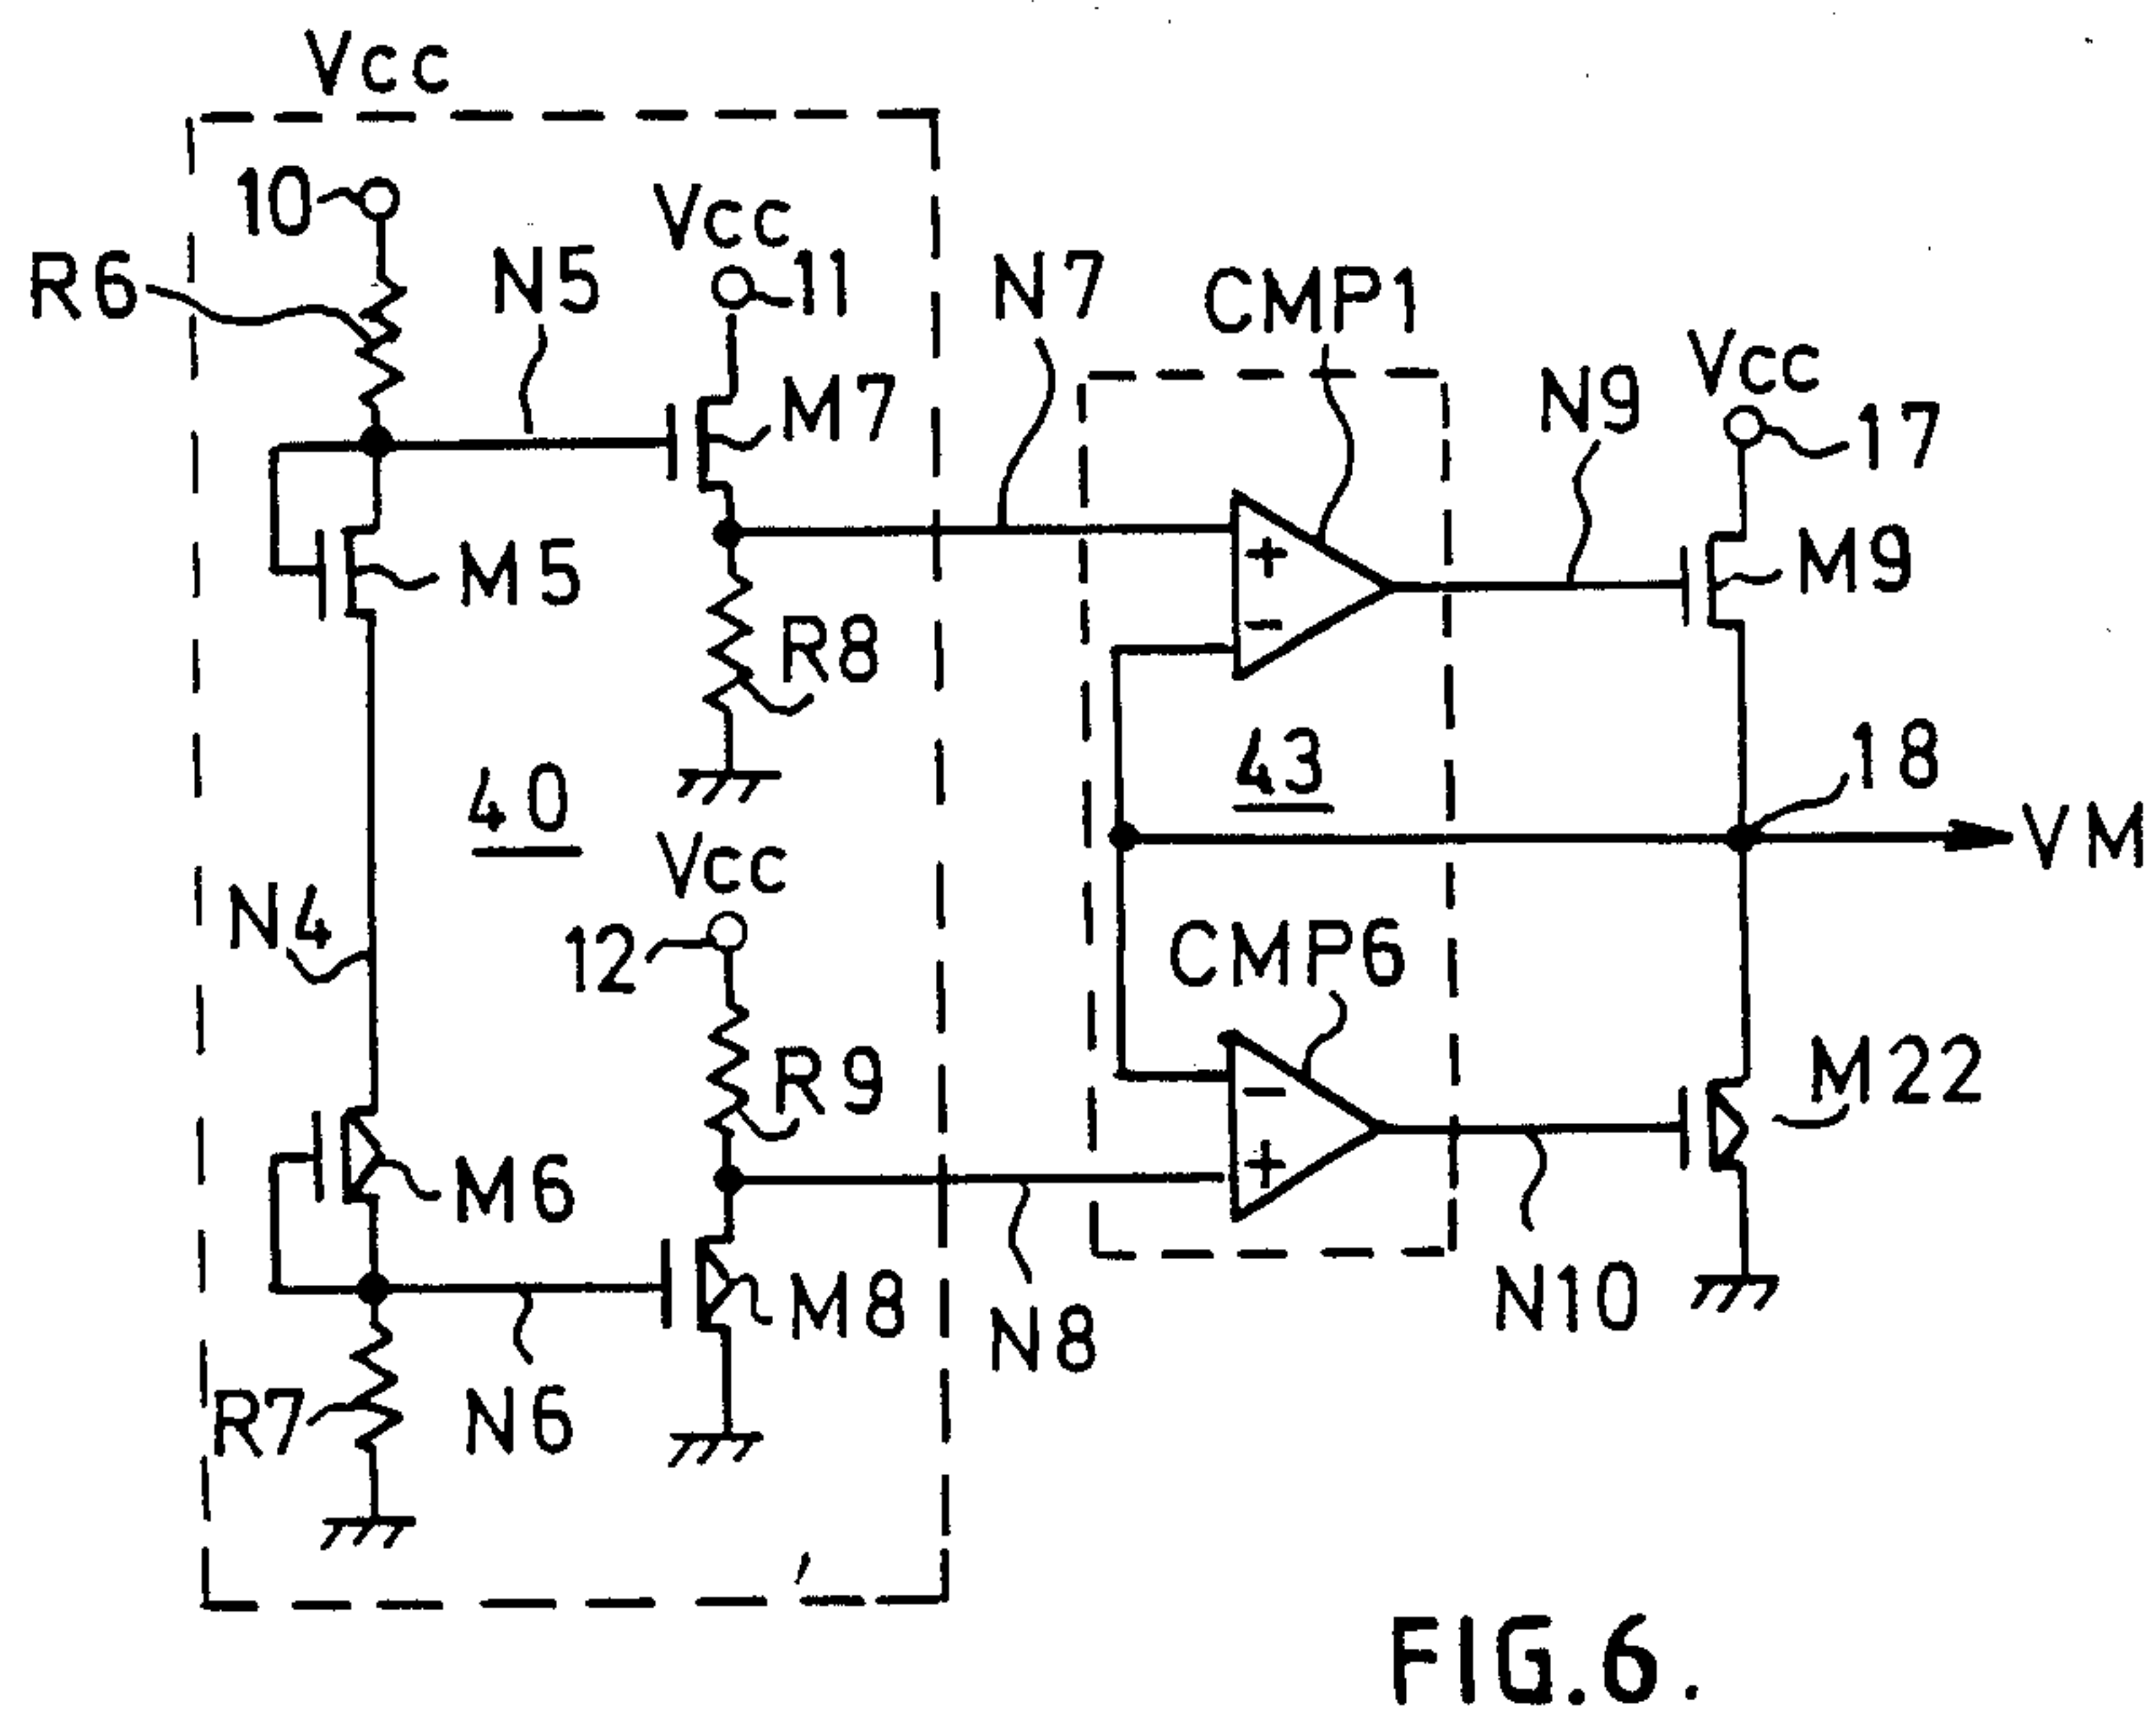 Vcc
10
R6
N5
Vcc
11
M7
N7
CMP1
N9
Vcc
17
M5
M9
+
-
R8
43
18
VM
40
Vcc
N4
12
CMP6
R9
M22
-
+
M6
M8
N8
N10
R7
N6
FIG.6.